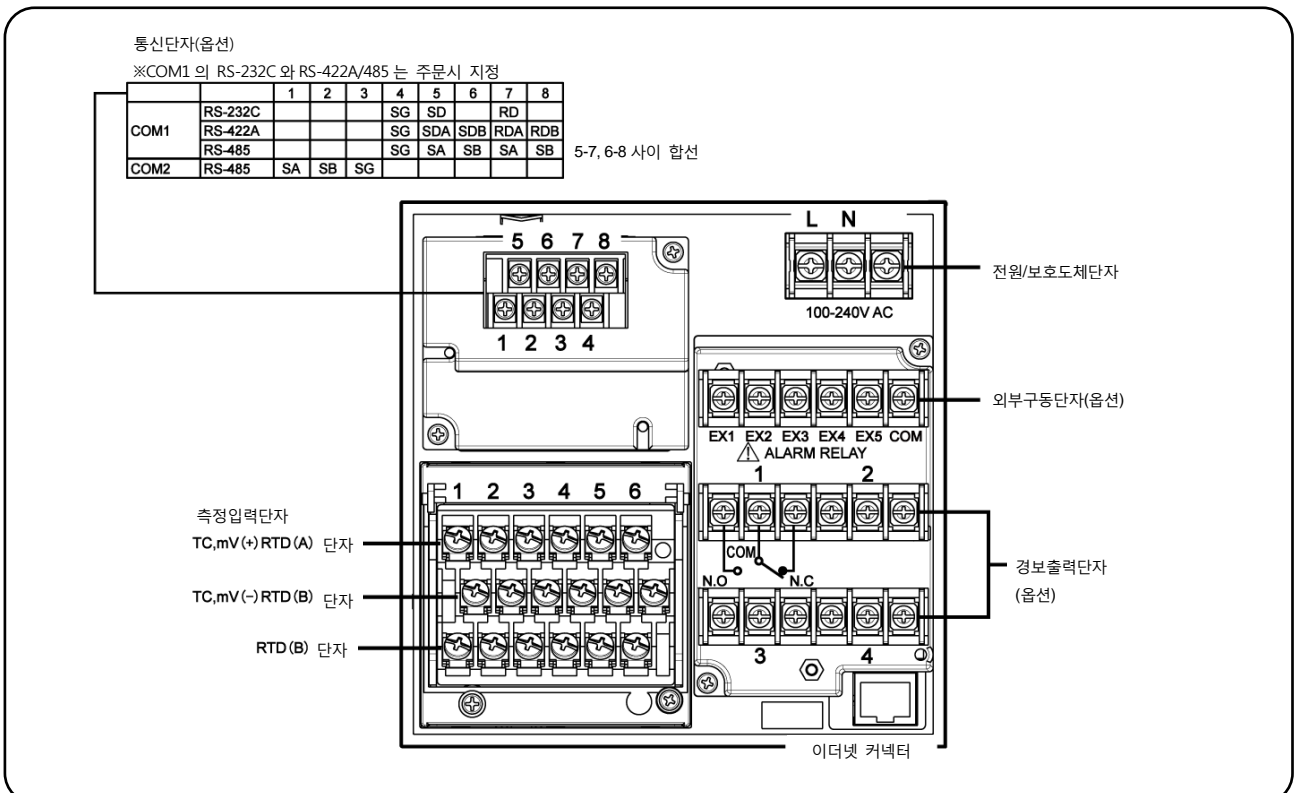 통신단자(옵션)
※COM1 의 RS-232C 와 RS-422A/485 는 주문시 지정
1 2 3 4 5 6 7 8
COM1 RS-232C SG SD RD
RS-422A SG SDA SDB RDA RDB
RS-485 SG SA SB SA SB
5-7, 6-8 사이 합선
COM2 RS-485 SA SB SG
L N
5 6 7 8
전원/보호도체단자
100-240V AC
1 2 3 4
외부구동단자(옵션)
EX1 EX2 EX3 EX4 EX5 COM
ALARM RELAY
1 2
1 2 3 4 5 6
측정입력단자
TC,mV(+)RTD(A) 단자
COM
N.O N.C
경보출력단자
(옵션)
TC,mV(−)RTD(B) 단자
RTD(B) 단자
3 4
이더넷 커넥터